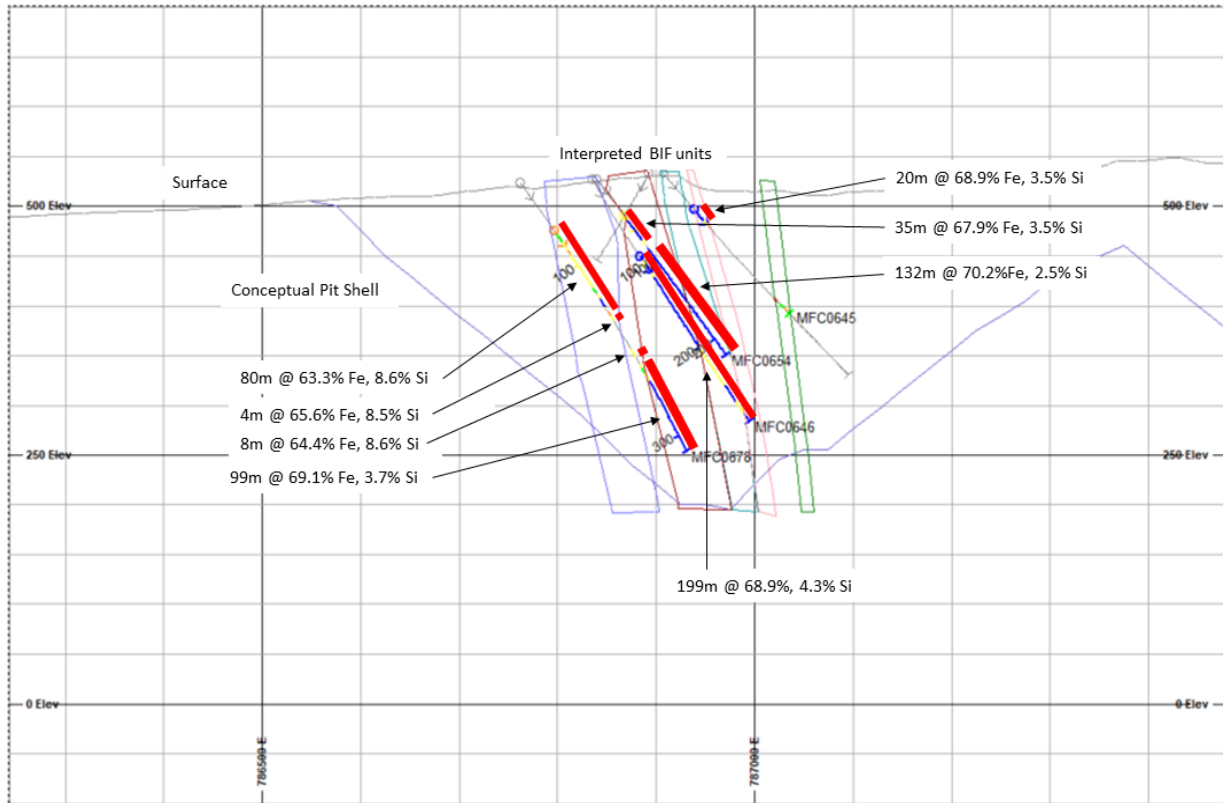 Interpreted BIF units
Surface
20m @ 68.9% Fe, 3.5% Si
500 Elev
500 Elev
35m @ 67.9% Fe, 3.5% Si
100
100
132m @ 70.2%Fe, 2.5% Si
Conceptual Pit Shell
MFC0645
200
MFC0654
80m @ 63.3% Fe, 8.6% Si
4m @ 65.6% Fe, 8.5% Si
MFC0646
8m @ 64.4% Fe, 8.6% Si
300
MFC0678
250 Elev
250 Elev
99m @ 69.1% Fe, 3.7% Si
199m @ 68.9%, 4.3% Si
0 Elev
0 Elev
786500 E
787000 E